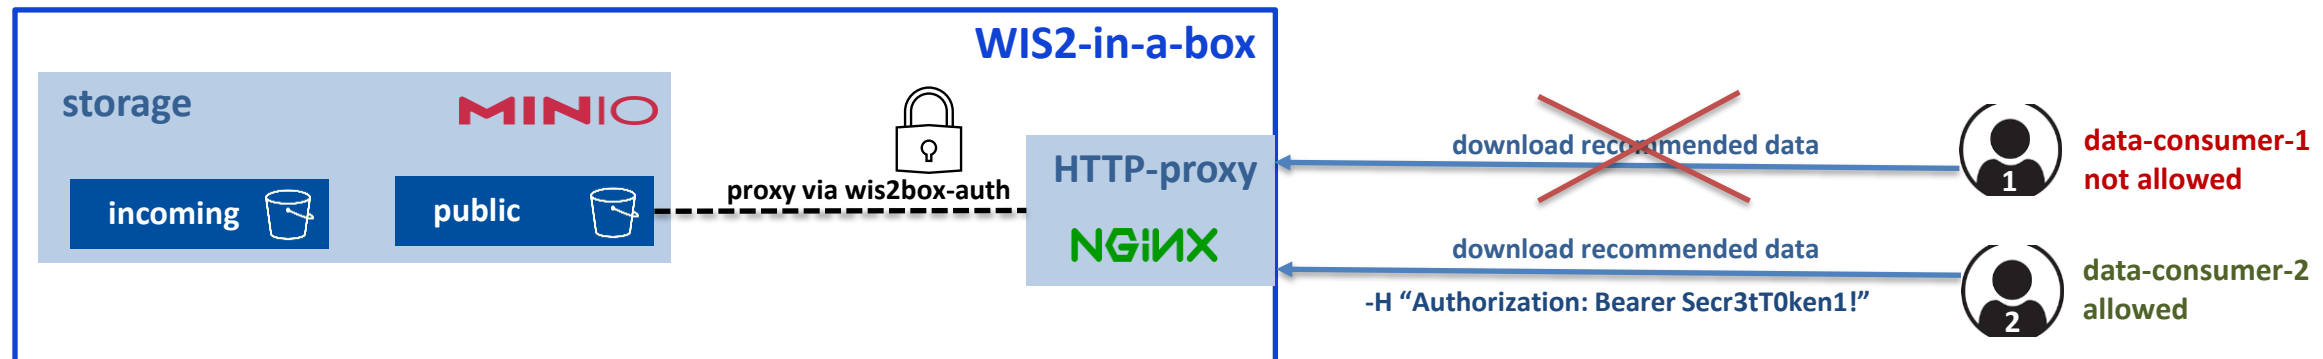 WIS2-in-a-box
storage
MINIO
incoming
public
proxy via wis2box-auth
HTTP-proxy
NGINX
download recommended data
1
data-consumer-1
not allowed
download recommended data
-H “Authorization: Bearer Secr3tT0ken1!”
2
data-consumer-2
allowed